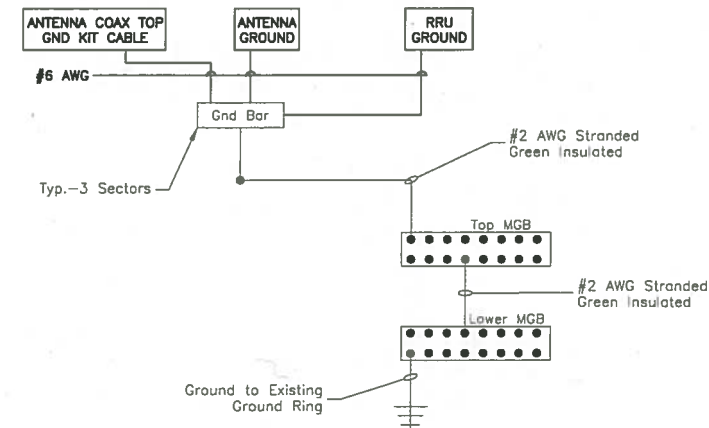 ANTENNA COAX TOP
GND KIT CABLE
ANTENNA
GROUND
RRU
GROUND
#6 AWG
Gnd Bar
#2 AWG Stranded
Green Insulated
Typ.-3 Sectors
Top MGB
#2 AWG Stranded
Green Insulated
Lower MGB
Ground to Existing
Ground Ring